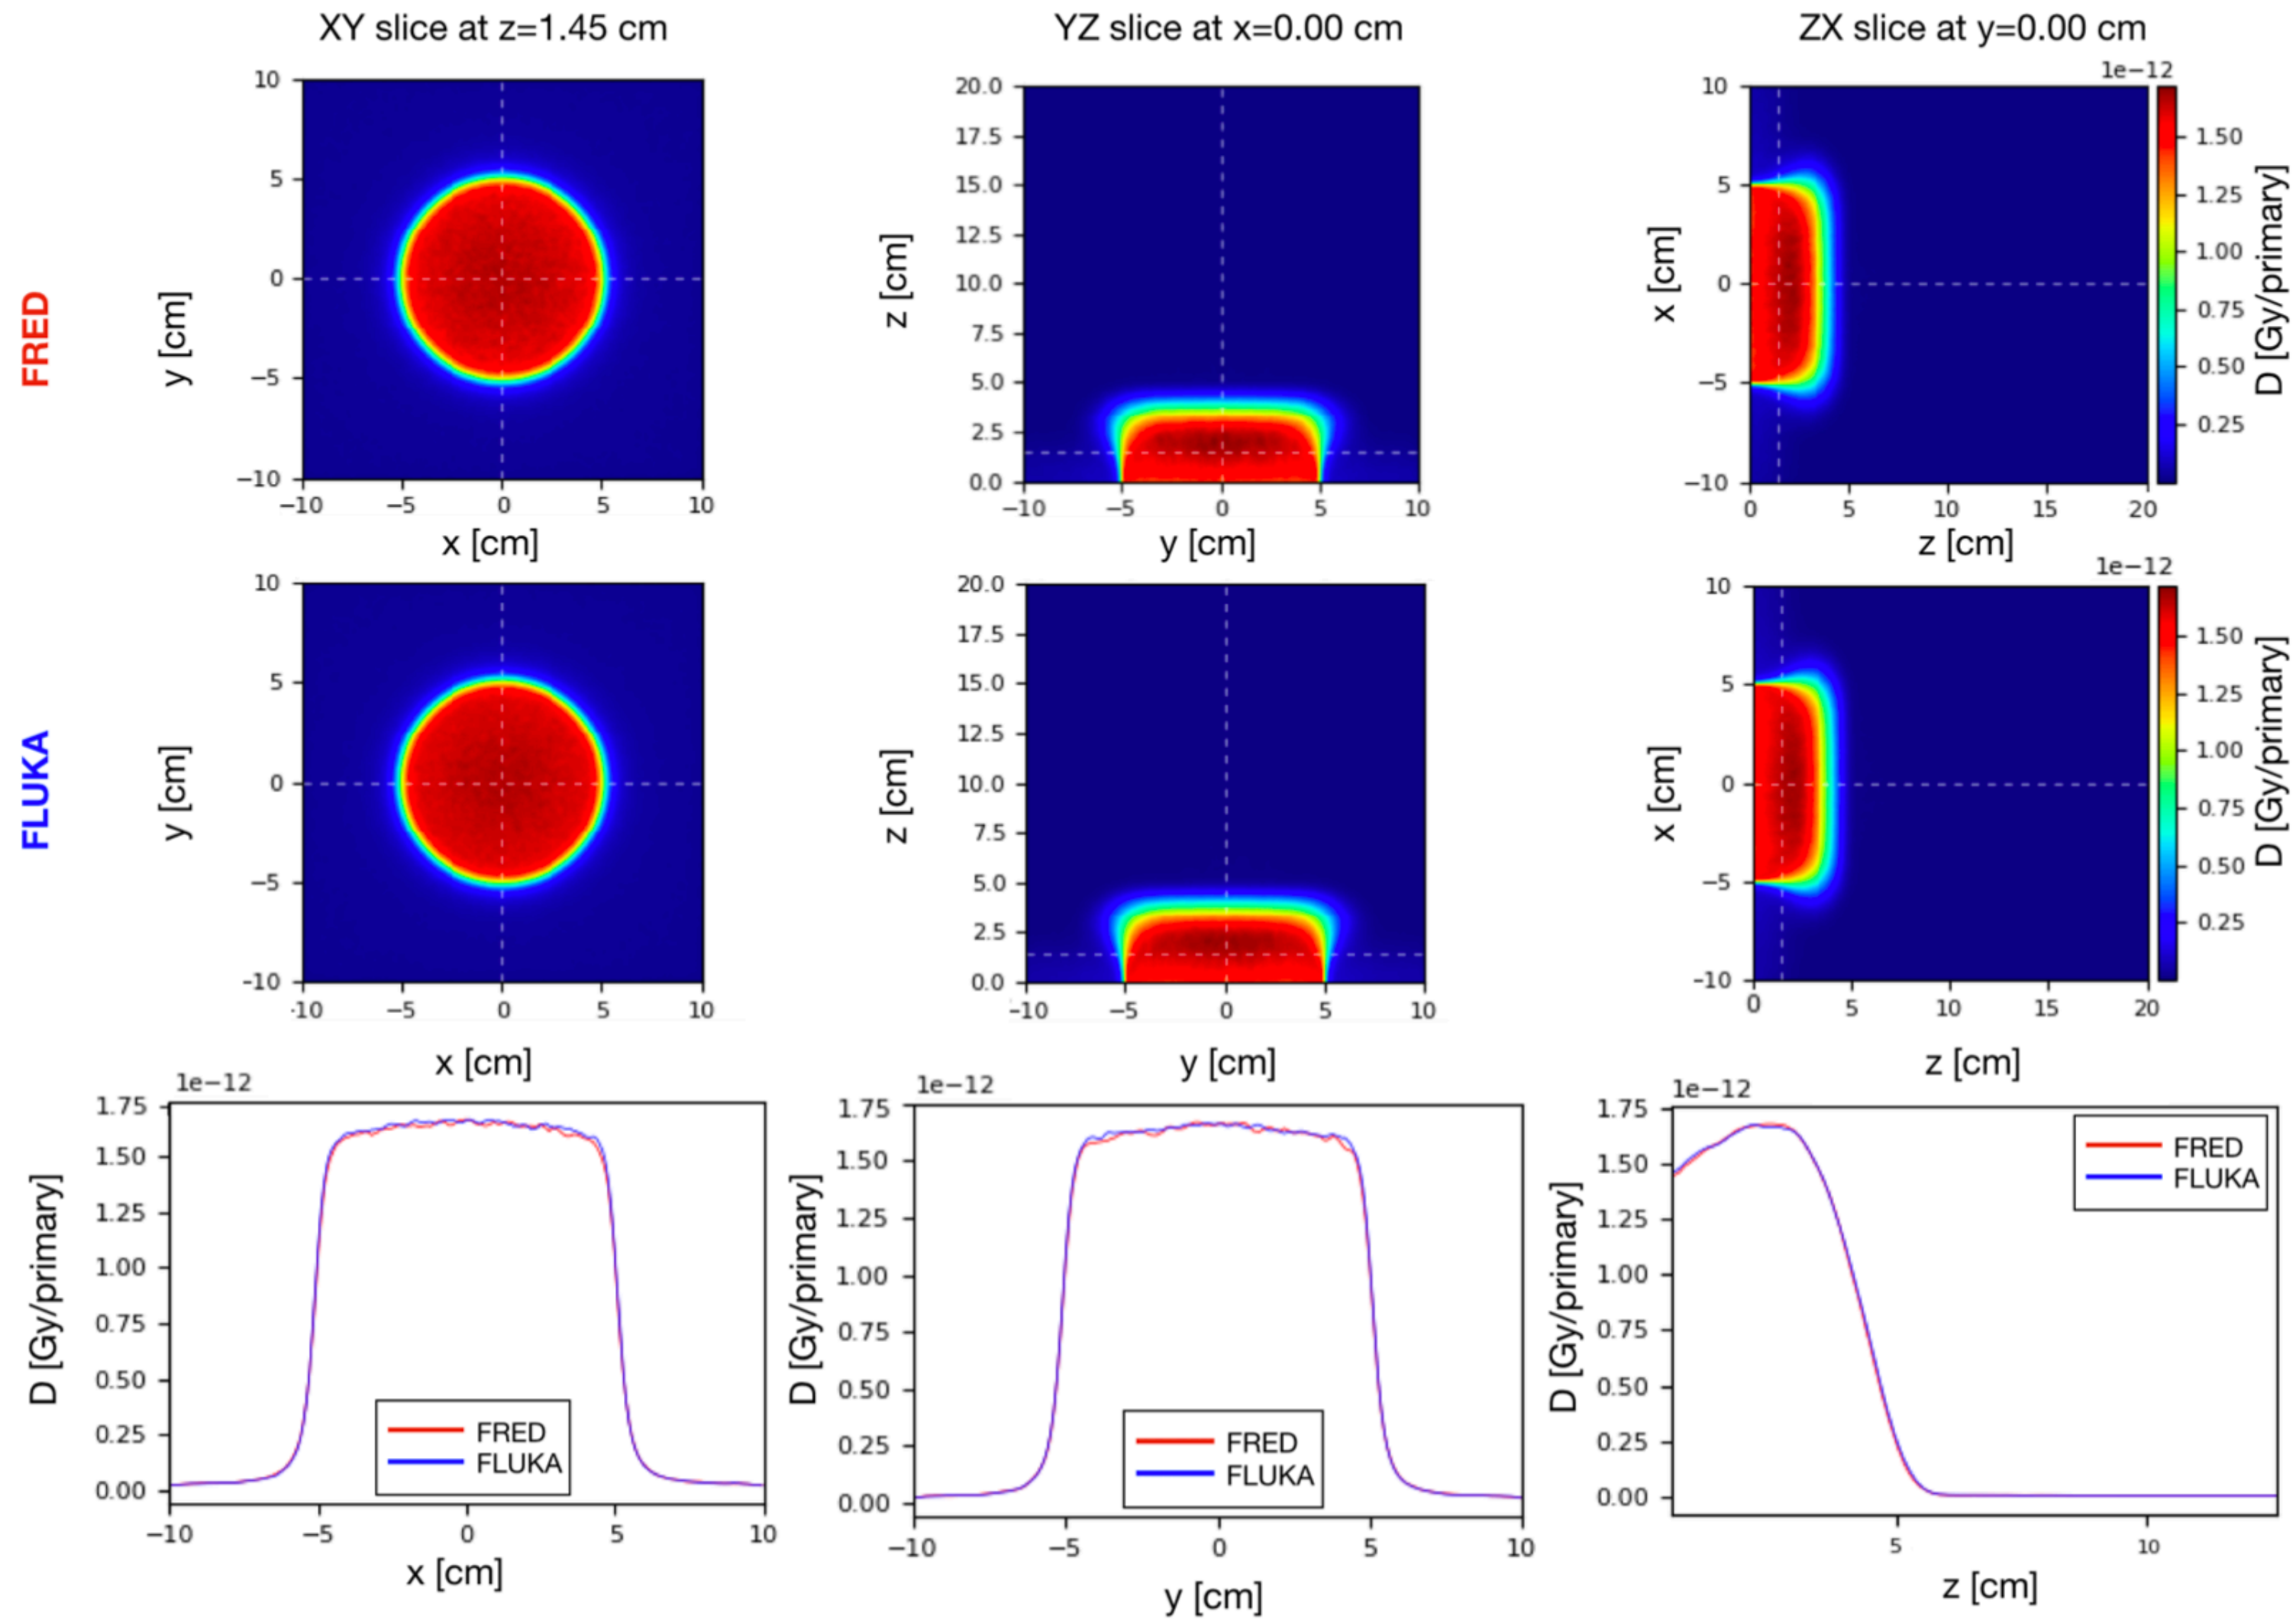 XY slice at z=1.45 cm
YZ slice at x=0.00 cm
ZX slice at y=0.00 cm
FRED
y [cm]
10
5
0
−5
−10
−10 −5 0 5 10
x [cm]
z [cm]
20.0
17.5
15.0
12.5
10.0
7.5
5.0
2.5
0.0
−10 −5 0 5 10
y [cm]
x [cm]
10
5
0
−5
−10
0 5 10 15 20
z [cm]
1e−12
1.50
1.25
1.00
0.75
0.50
0.25
D [Gy/primary]
FLUKA
y [cm]
10
5
0
−5
-10
·10 −5 0 5 10
x [cm]
z [cm]
20.0
17.5
15.0
12.5
10.0
7.5
5.0
2.5
0.0
−10 −5 0 5 10
y [cm]
x [cm]
10
5
0
−5
−10
0 5 10 15 20
z [cm]
1e−12
1.50
1.25
1.00
0.75
0.50
0.25
D [Gy/primary]
1e−12
D [Gy/primary]
1.75
1.50
1.25
1.00
0.75
0.50
0.25
0.00
FRED
FLUKA
−10 −5 0 5 10
x [cm]
1e−12
D [Gy/primary]
1.75
1.50
1.25
1.00
0.75
0.50
0.25
0.00
FRED
FLUKA
−10 −5 0 5 10
y [cm]
1e−12
D [Gy/primary]
1.75
1.50
1.25
1.00
0.75
0.50
0.25
0.00
FRED
FLUKA
5 10
z [cm]